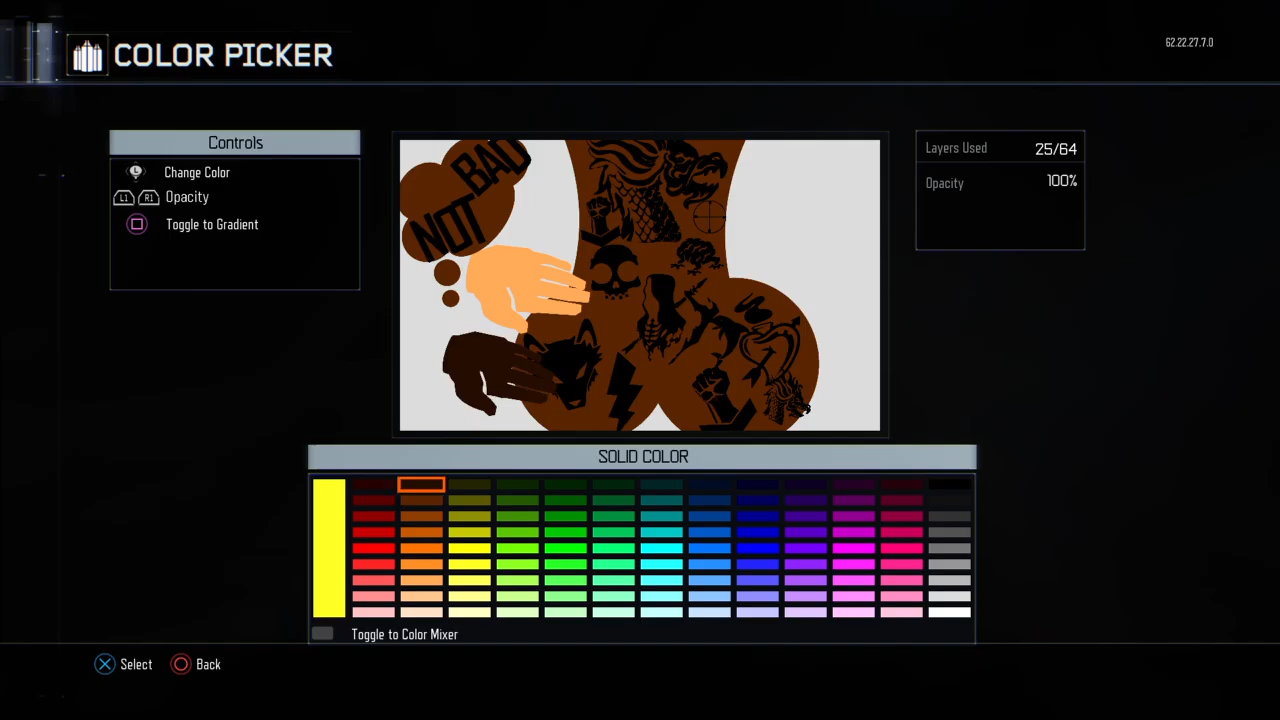 COLOR PICKER
62.22.27.7.0
Controls
L Change Color
L1 R1 Opacity
Toggle to Gradient
NOT BAD
Layers Used 25/64
Opacity 100%
SOLID COLOR
Toggle to Color Mixer
Select Back